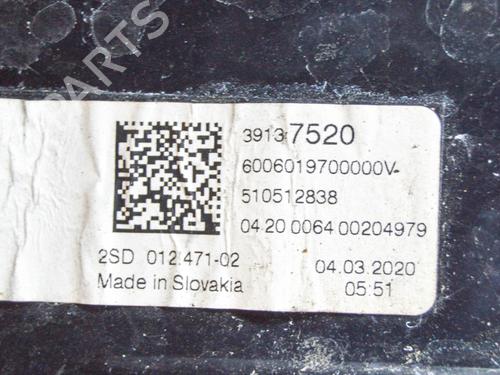 3913 7520
6006019700000V-
510512838
04 20 0064 00204979
2SD 012 471-02
04.03.2020
Made in Slovakia
05:51
PARTS